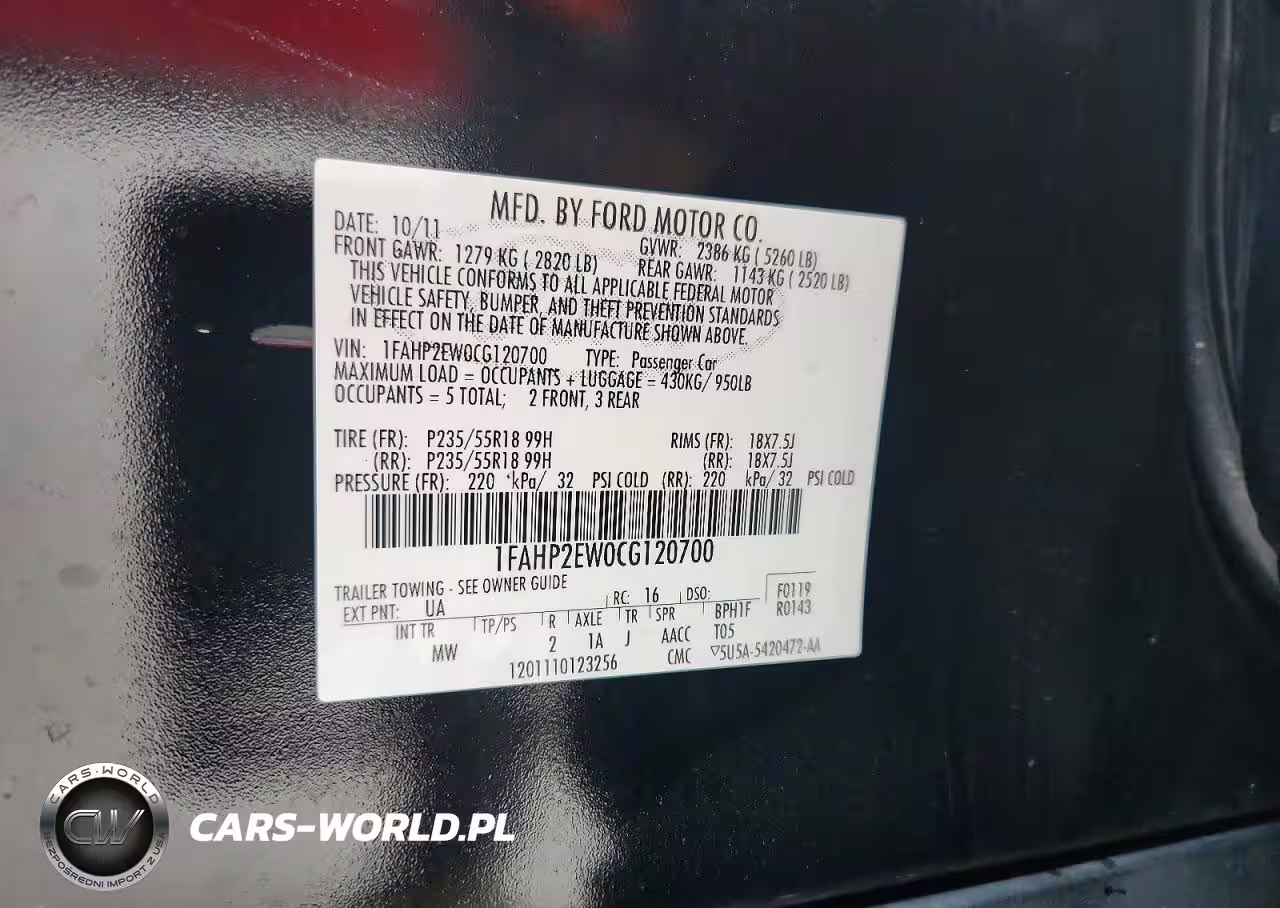 MFD. BY FORD MOTOR CO.
DATE: 10/11
GVWR: 2386 KG ( 5260 LB)
FRONT GAWR: 1279 KG ( 2820 LB)
REAR GAWR: 1143 KG ( 2520 LB)
THIS VEHICLE CONFORMS TO ALL APPLICABLE FEDERAL MOTOR
VEHICLE SAFETY, BUMPER, AND THEFT PREVENTION STANDARDS
IN EFFECT ON THE DATE OF MANUFACTURE SHOWN ABOVE.
VIN: 1FAHP2EW0CG120700 TYPE: Passenger Car
MAXIMUM LOAD = OCCUPANTS + LUGGAGE = 430KG/ 950LB
OCCUPANTS = 5 TOTAL; 2 FRONT, 3 REAR
TIRE (FR): P235/55R18 99H RIMS (FR): 18X7.5J
(RR): P235/55R18 99H (RR): 18X7.5J
PRESSURE (FR): 220 kPa/ 32 PSI COLD (RR): 220 kPa/ 32 PSI COLD
1FAHP2EW0CG120700
TRAILER TOWING - SEE OWNER GUIDE
EXT PNT: UA RC: 16 DSO: F0119
R0143
INT TR TP/PS R AXLE TR SPR BPH1F
MW 2 1A J AACC T05
1201110123256 CMC ▽5U5A-5420472-AA
CARS-WORLD
CW
BEZPOŚREDNI IMPORT Z USA
CARS-WORLD.PL